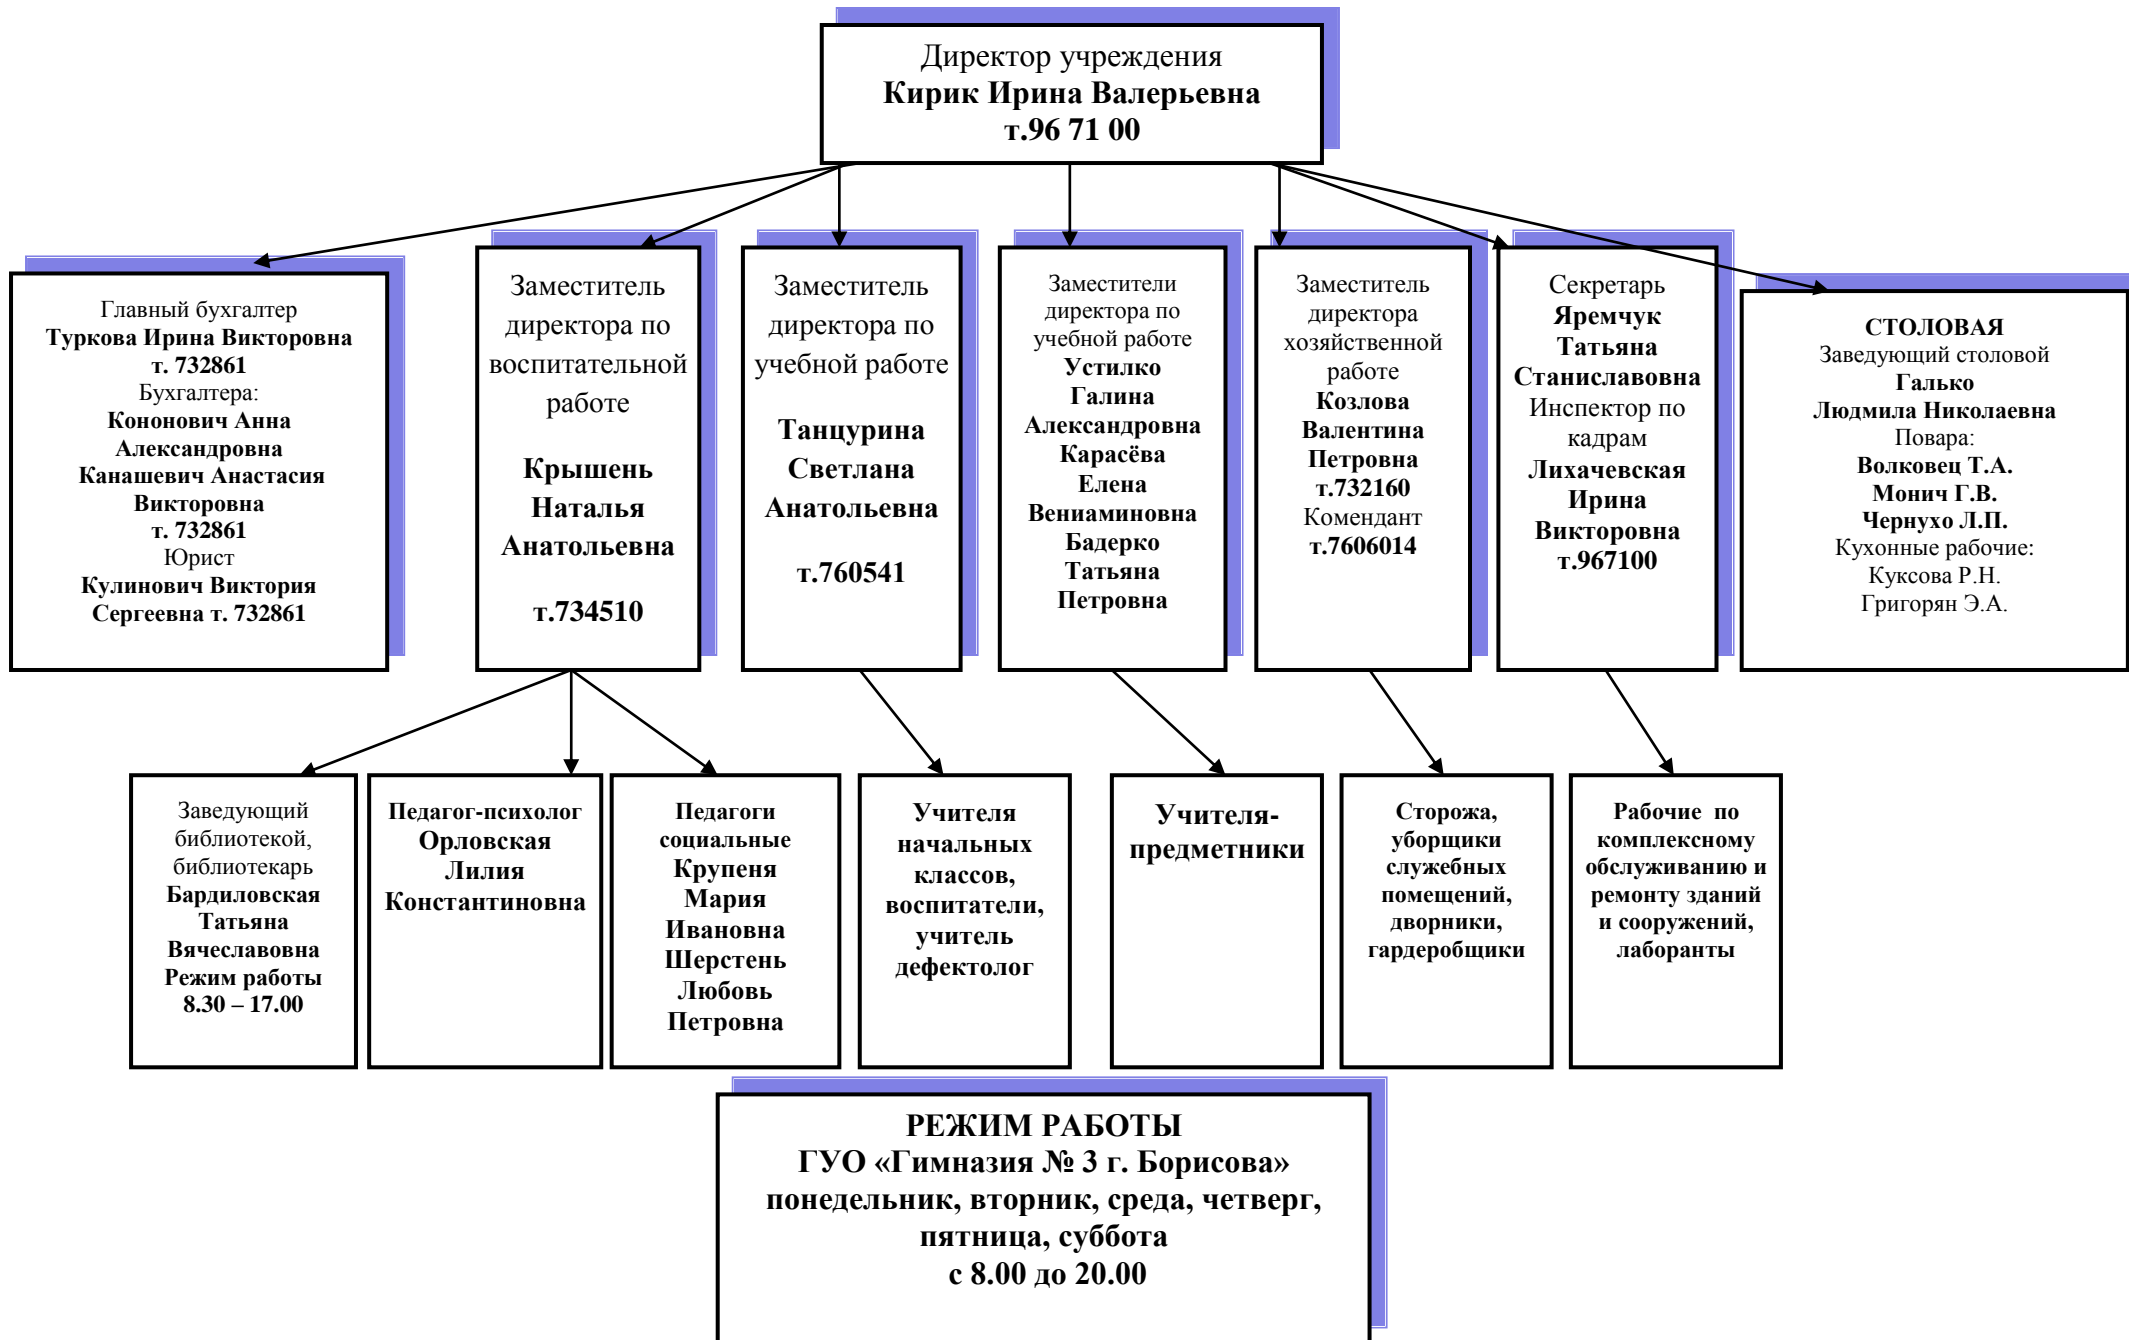 Директор учреждения
Кирик Ирина Валерьевна
т.96 71 00
Главный бухгалтер
Туркова Ирина Викторовна
т. 732861
Бухгалтера:
Кононович Анна
Александровна
Канашевич Анастасия
Викторовна
т. 732861
Юрист
Кулинович Виктория
Сергеевна т. 732861
Заместитель
директора по
воспитательной
работе
Крышень
Наталья
Анатольевна
т.734510
Заместитель
директора по
учебной работе
Танцурина
Светлана
Анатольевна
т.760541
Заместители
директора по
учебной работе
Устилко
Галина
Александровна
Карасёва
Елена
Вениаминовна
Бадерко
Татьяна
Петровна
Заместитель
директора
хозяйственной
работе
Козлова
Валентина
Петровна
т.732160
Комендант
т.7606014
Секретарь
Яремчук
Татьяна
Станиславовна
Инспектор по
кадрам
Лихачевская
Ирина
Викторовна
т.967100
СТОЛОВАЯ
Заведующий столовой
Галько
Людмила Николаевна
Повара:
Волковец Т.А.
Монич Г.В.
Чернухо Л.П.
Кухонные рабочие:
Куксова Р.Н.
Григорян Э.А.
Заведующий
библиотекой,
библиотекарь
Бардиловская
Татьяна
Вячеславовна
Режим работы
8.30 – 17.00
Педагог-психолог
Орловская
Лилия
Константиновна
Педагоги
социальные
Крупеня
Мария
Ивановна
Шерстень
Любовь
Петровна
Учителя
начальных
классов,
воспитатели,
учитель
дефектолог
Учителя-
предметники
Сторожа,
уборщики
служебных
помещений,
дворники,
гардеробщики
Рабочие по
комплексному
обслуживанию и
ремонту зданий
и сооружений,
лаборанты
РЕЖИМ РАБОТЫ
ГУО «Гимназия № 3 г. Борисова»
понедельник, вторник, среда, четверг,
пятница, суббота
с 8.00 до 20.00